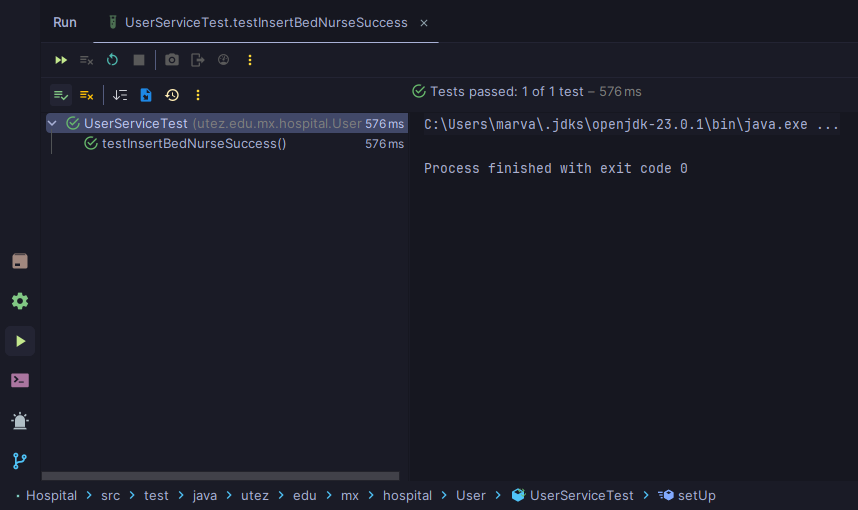 Run UserServiceTest.testInsertBedNurseSuccess
Tests passed: 1 of 1 test – 576 ms
UserServiceTest (utez.edu.mx.hospital.User 576 ms
testInsertBedNurseSuccess() 576 ms
C:\Users\marva\.jdks\openjdk-23.0.1\bin\java.exe ...
Process finished with exit code 0
Hospital > src > test > java > utez > edu > mx > hospital > User > UserServiceTest > setUp